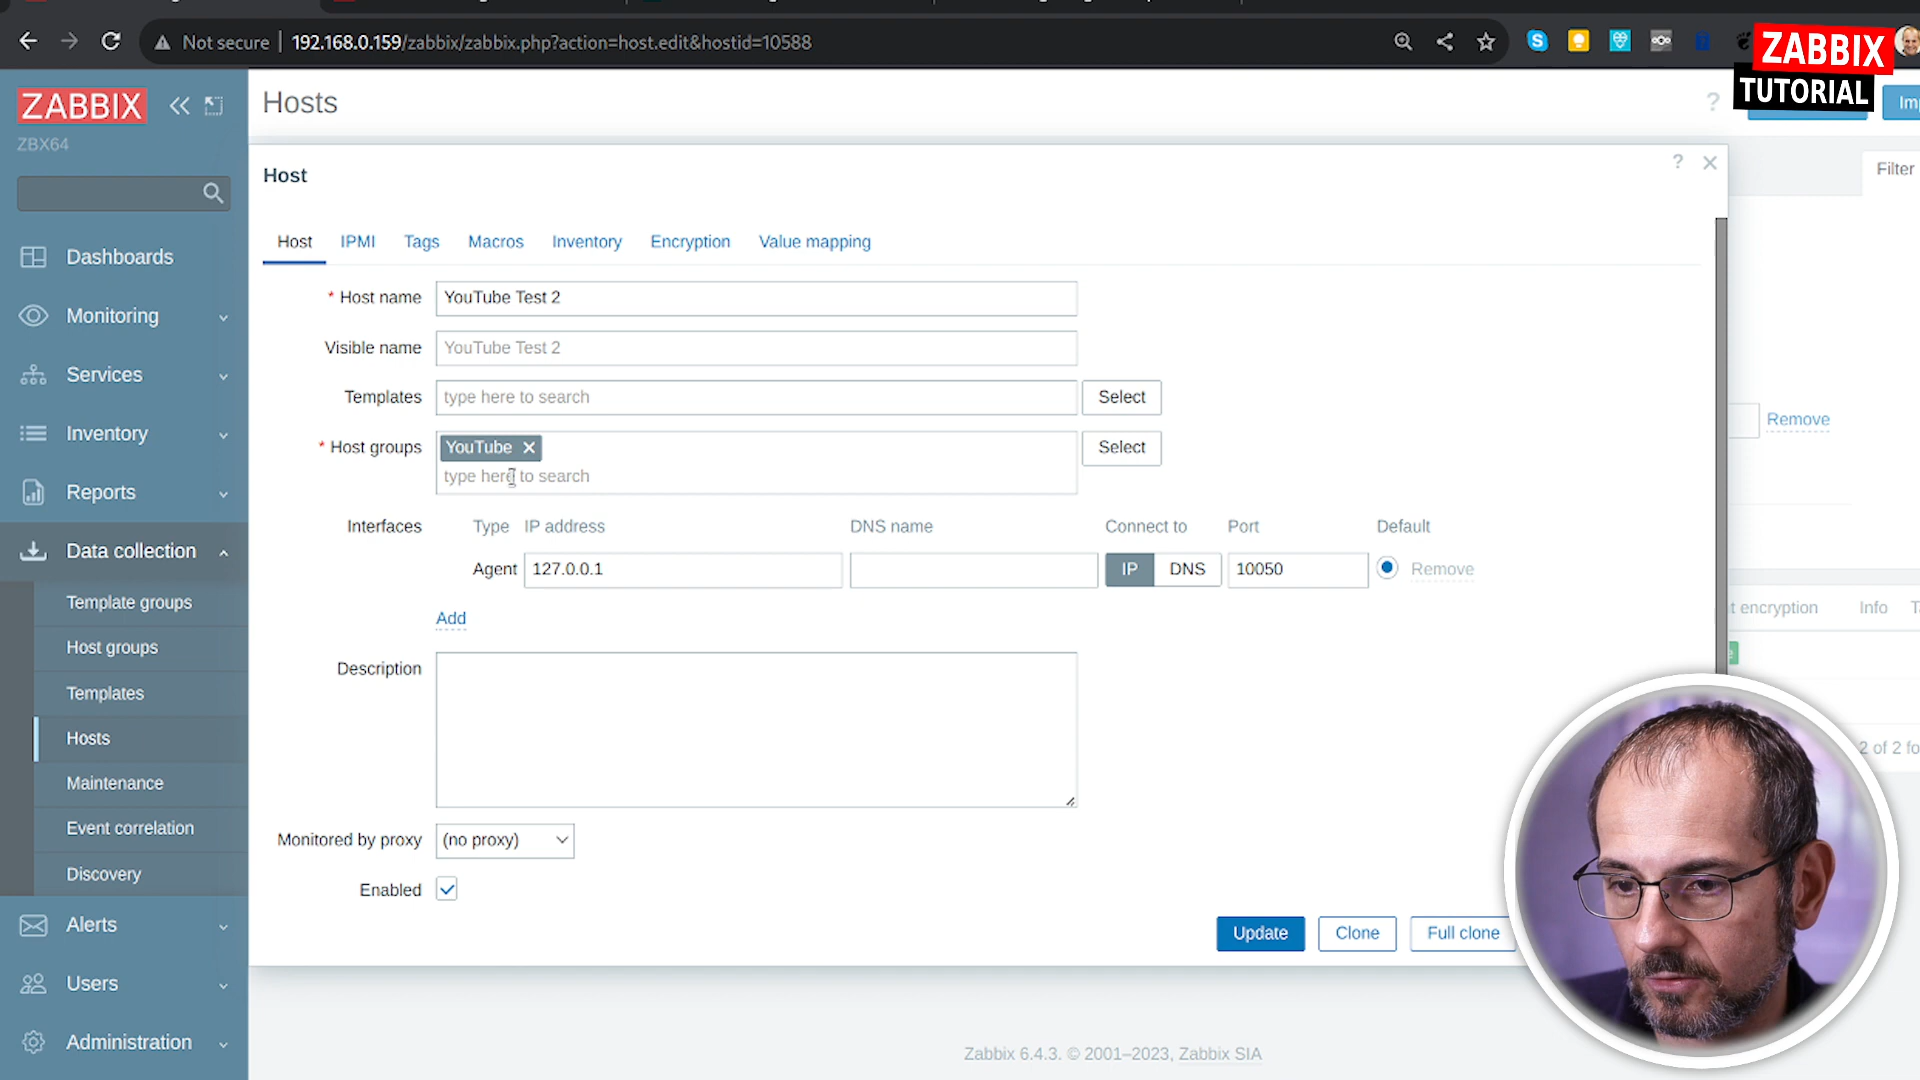 Not secure
192.168.0.159/zabbix/zabbix.php?action=host.edit&hostid=10588
ZABBIX
TUTORIAL
ZABBIX
ZBX64
Hosts
?
Host
?
Filter
Host
IPMI
Tags
Macros
Inventory
Encryption
Value mapping
Dashboards
Monitoring
Services
Inventory
Reports
Data collection
Template groups
Host groups
Templates
Hosts
Maintenance
Event correlation
Discovery
Alerts
Users
Administration
* Host name
YouTube Test 2
Visible name
YouTube Test 2
Templates
type here to search
Select
Remove
* Host groups
YouTube
Select
type here to search
Interfaces
Type
IP address
DNS name
Connect to
Port
Default
Agent
127.0.0.1
IP
DNS
10050
Remove
Add
encryption
Info
Description
Monitored by proxy
(no proxy)
2 of 2
Enabled
Update
Clone
Full clone
Zabbix 6.4.3. © 2001–2023, Zabbix SIA